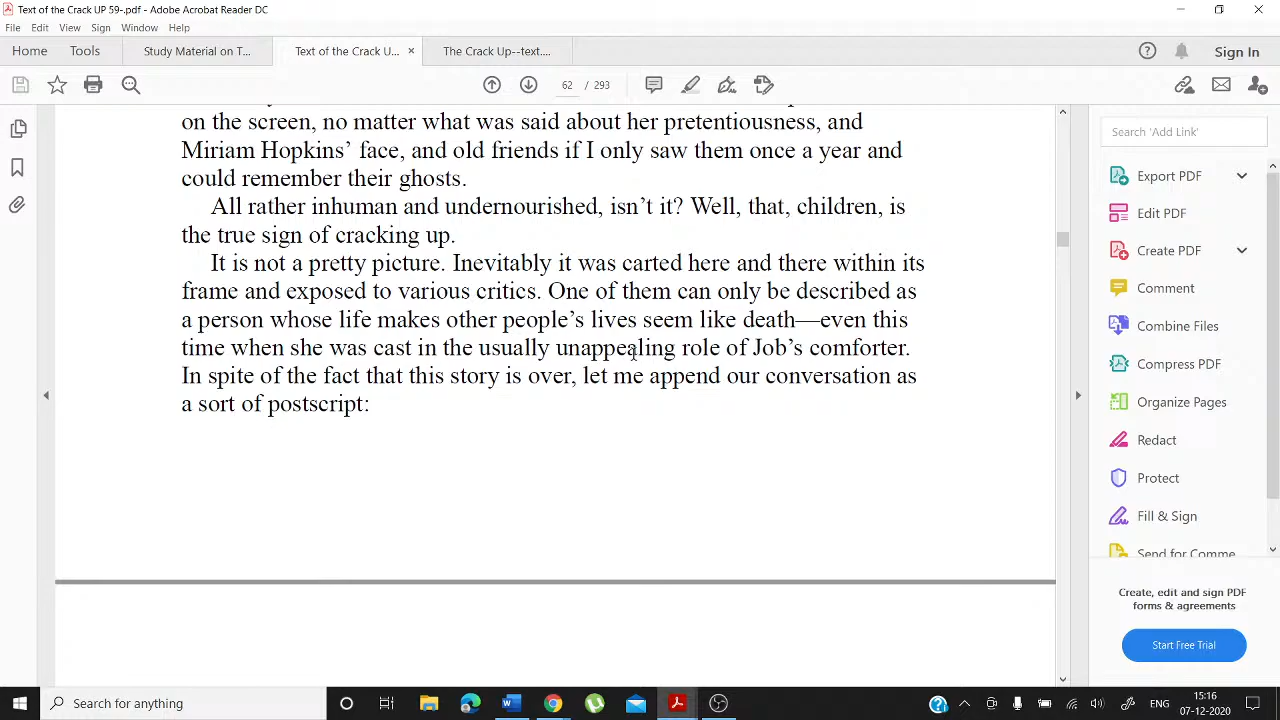 Text of the Crack UP 59-.pdf - Adobe Acrobat Reader DC
File Edit View Sign Window Help
Home Tools Study Material on T... Text of the Crack U... × The Crack Up--text.... Sign In
62 / 293
on the screen, no matter what was said about her pretentiousness, and
Miriam Hopkins’ face, and old friends if I only saw them once a year and
could remember their ghosts.
All rather inhuman and undernourished, isn’t it? Well, that, children, is
the true sign of cracking up.
It is not a pretty picture. Inevitably it was carted here and there within its
frame and exposed to various critics. One of them can only be described as
a person whose life makes other people’s lives seem like death—even this
time when she was cast in the usually unappealing role of Job’s comforter.
In spite of the fact that this story is over, let me append our conversation as
a sort of postscript:
Search 'Add Link'
Export PDF
Edit PDF
Create PDF
Comment
Combine Files
Compress PDF
Organize Pages
Redact
Protect
Fill & Sign
Send for Comme
Create, edit and sign PDF
forms & agreements
Start Free Trial
Search for anything
ENG
15:16
07-12-2020